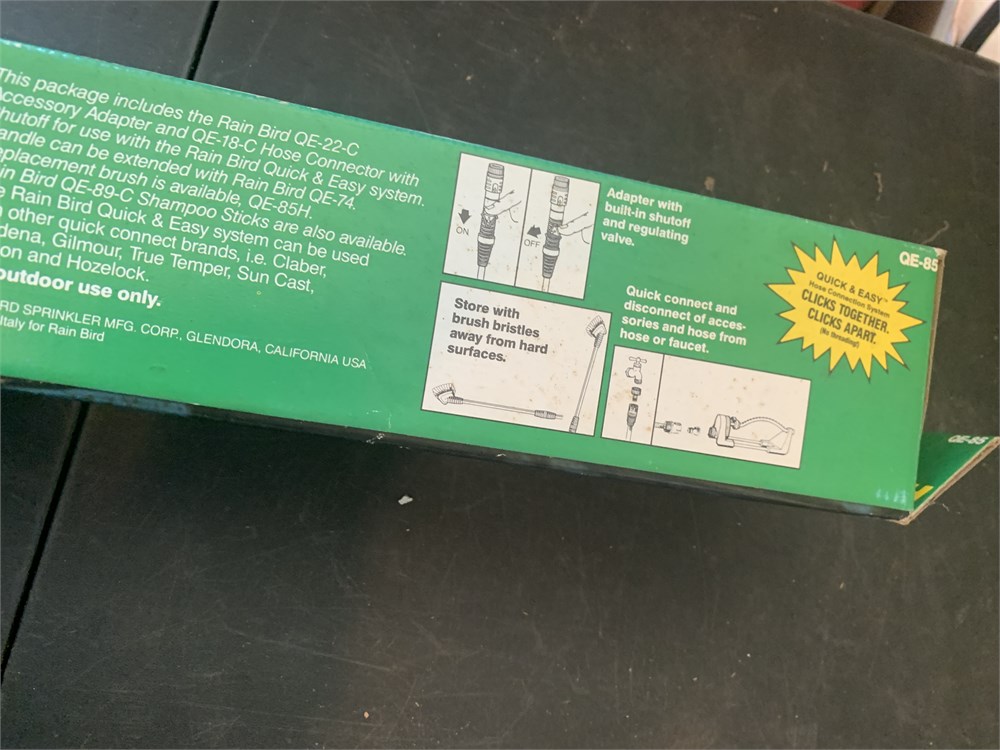 This package includes the Rain Bird QE-22-C
Accessory Adapter and QE-18-C Hose Connector with
hutoff for use with the Rain Bird Quick & Easy system.
andle can be extended with Rain Bird QE-74.
eplacement brush is available, QE-85H.
in Bird QE-89-C Shampoo Sticks are also available.
e Rain Bird Quick & Easy system can be used
other quick connect brands, i.e. Claber,
dena, Gilmour, True Temper, Sun Cast,
on and Hozelock.
outdoor use only.
RD SPRINKLER MFG. CORP., GLENDORA, CALIFORNIA USA
Italy for Rain Bird
ON
OFF
Adapter with
built-in shutoff
and regulating
valve.
Store with
brush bristles
away from hard
surfaces.
Quick connect and
disconnect of acces-
sories and hose from
hose or faucet.
QE-85
QUICK & EASY™
Hose Connection System
CLICKS TOGETHER.
CLICKS APART.
(No threading!)
QE-85